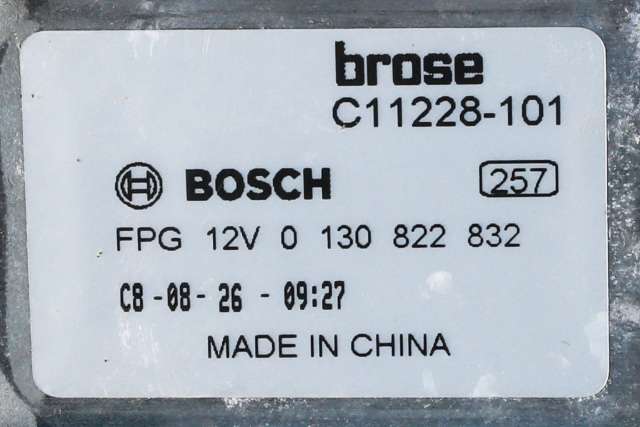 brose
C11228-101
BOSCH 257
FPG 12V 0 130 822 832
C8-08-26-09:27
MADE IN CHINA